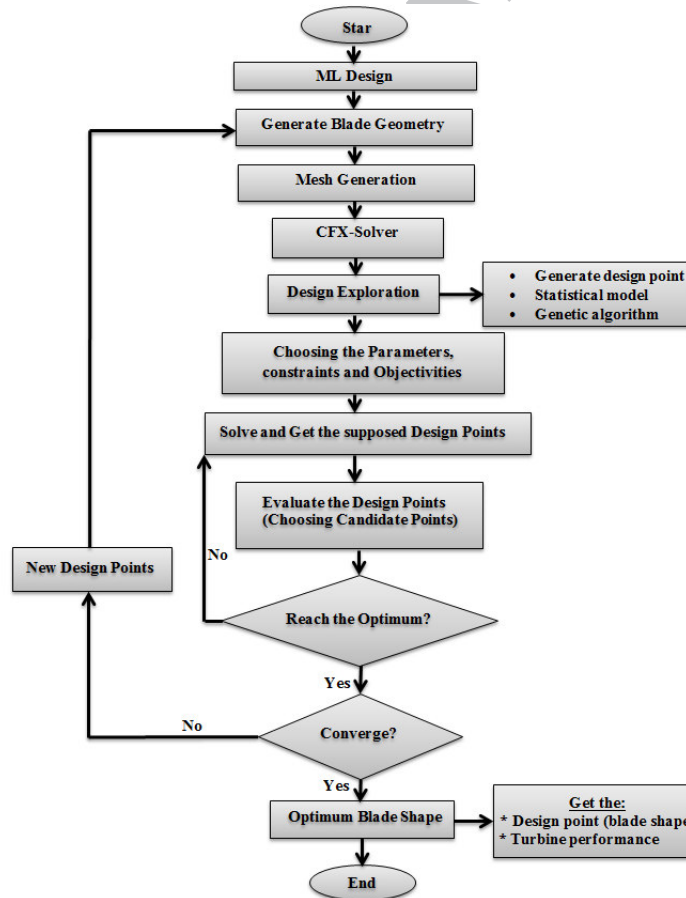 Star
ML Design
Generate Blade Geometry
Mesh Generation
CFX-Solver
Design Exploration
• Generate design point
• Statistical model
• Genetic algorithm
Choosing the Parameters,
constraints and Objectivities
Solve and Get the supposed Design Points
Evaluate the Design Points
(Choosing Candidate Points)
No
New Design Points
Reach the Optimum?
Yes
No
Converge?
Yes
Optimum Blade Shape
Get the:
* Design point (blade shape
* Turbine performance
End